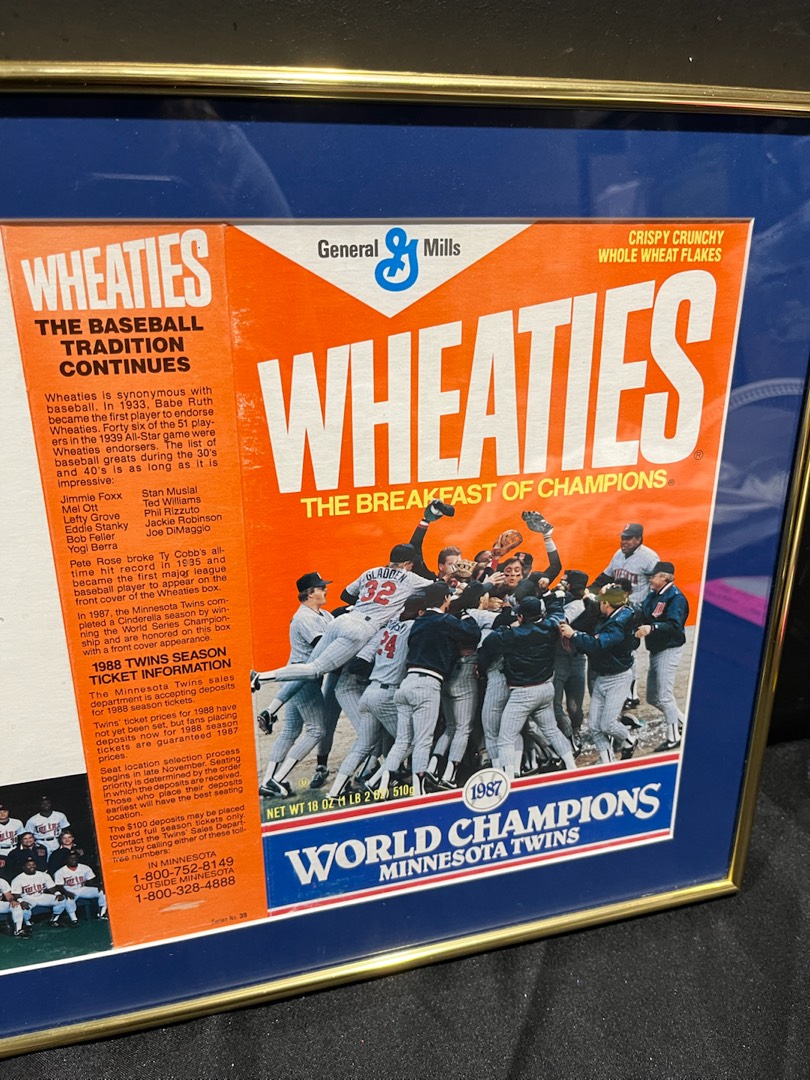 WHEATIES
THE BASEBALL
TRADITION
CONTINUES
Wheaties is synonymous with
baseball. In 1933, Babe Ruth
became the first player to endorse
Wheaties. Forty six of the 51 play-
ers in the 1939 All-Star game were
Wheaties endorsers. The list of
baseball greats during the 30's
and 40's is as long as it is
impressive:
Jimmie Foxx
Mel Ott
Lefty Grove
Eddie Stanky
Bob Feller
Yogi Berra
Stan Musial
Ted Williams
Phil Rizzuto
Jackie Robinson
Joe DiMaggio
Pete Rose broke Ty Cobb's all-
time hit record in 1985 and
became the first major league
baseball player to appear on the
front cover of the Wheaties box.
In 1987, the Minnesota Twins com-
pleted a Cinderella season by win-
ning the World Series Champion-
ship and are honored on this box
with a front cover appearance.
1988 TWINS SEASON
TICKET INFORMATION
The Minnesota Twins sales
department is accepting deposits
for 1988 season tickets.
Twins' ticket prices for 1988 have
not yet been set, but fans placing
deposits now for 1988 season
tickets are guaranteed 1987
prices.
Seat location selection process
begins in late November. Seating
priority is determined by the order
in which the deposits are received.
Those who place their deposits
earliest will have the best seating
location.
The $100 deposits may be placed
toward full season tickets only.
Contact the Twins' Sales Depart-
ment by calling either of these toll-
free numbers:
IN MINNESOTA
1-800-752-8149
OUTSIDE MINNESOTA
1-800-328-4888
Series No. 38
General G Mills
CRISPY CRUNCHY
WHOLE WHEAT FLAKES
WHEATIES®
THE BREAKFAST OF CHAMPIONS®
GLADDEN
32
24
NET WT 18 OZ (1 LB 2 OZ) 510g
1987
WORLD CHAMPIONS
MINNESOTA TWINS
Twins
Twins
Twins
Twins